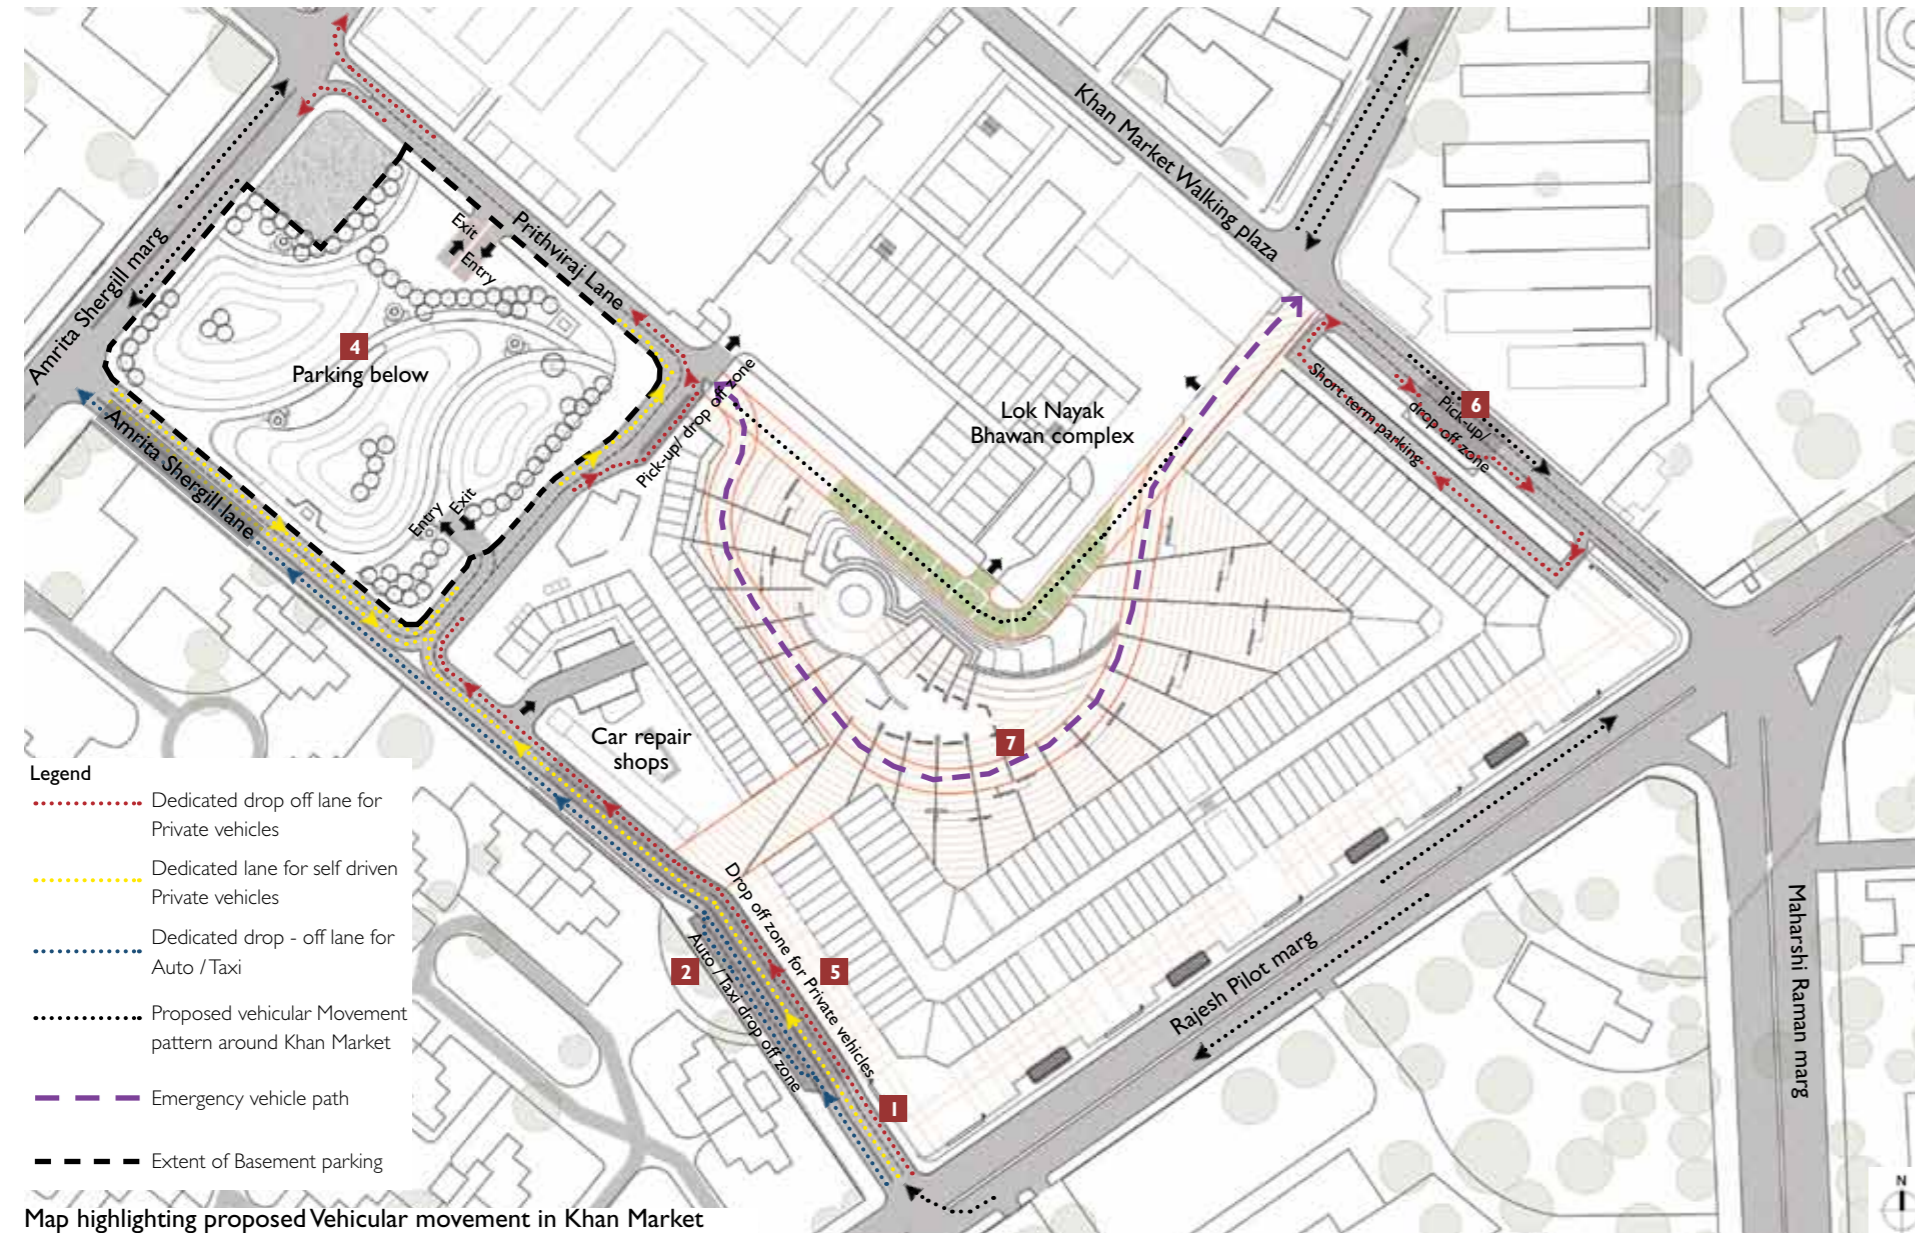 Khan Market Walking plaza
Prithviraj Lane
Exit
Entry
Amrita Shergill marg
4
Parking below
Amrita Shergill lane
Entry
Exit
Pick-up/ drop off zone
Lok Nayak
Bhawan complex
Short term parking
6
Pick-up/
drop off zone
Car repair
shops
7
Drop off zone for Private vehicles
5
2
Auto / Taxi drop off zone
1
Rajesh Pilot marg
Maharshi Raman marg
Legend
Dedicated drop off lane for
Private vehicles
Dedicated lane for self driven
Private vehicles
Dedicated drop - off lane for
Auto / Taxi
Proposed vehicular Movement
pattern around Khan Market
Emergency vehicle path
Extent of Basement parking
N
Map highlighting proposed Vehicular movement in Khan Market